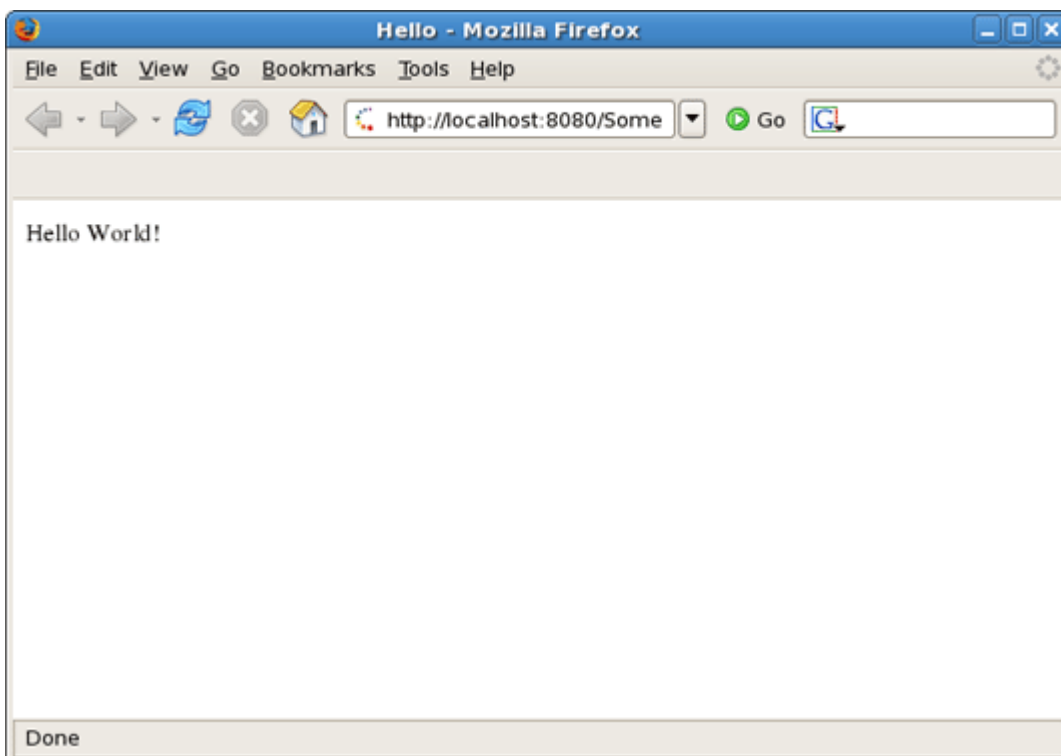 Hello - Mozilla Firefox
File Edit View Go Bookmarks Tools Help
http://localhost:8080/Some Go G
Hello World!
Done